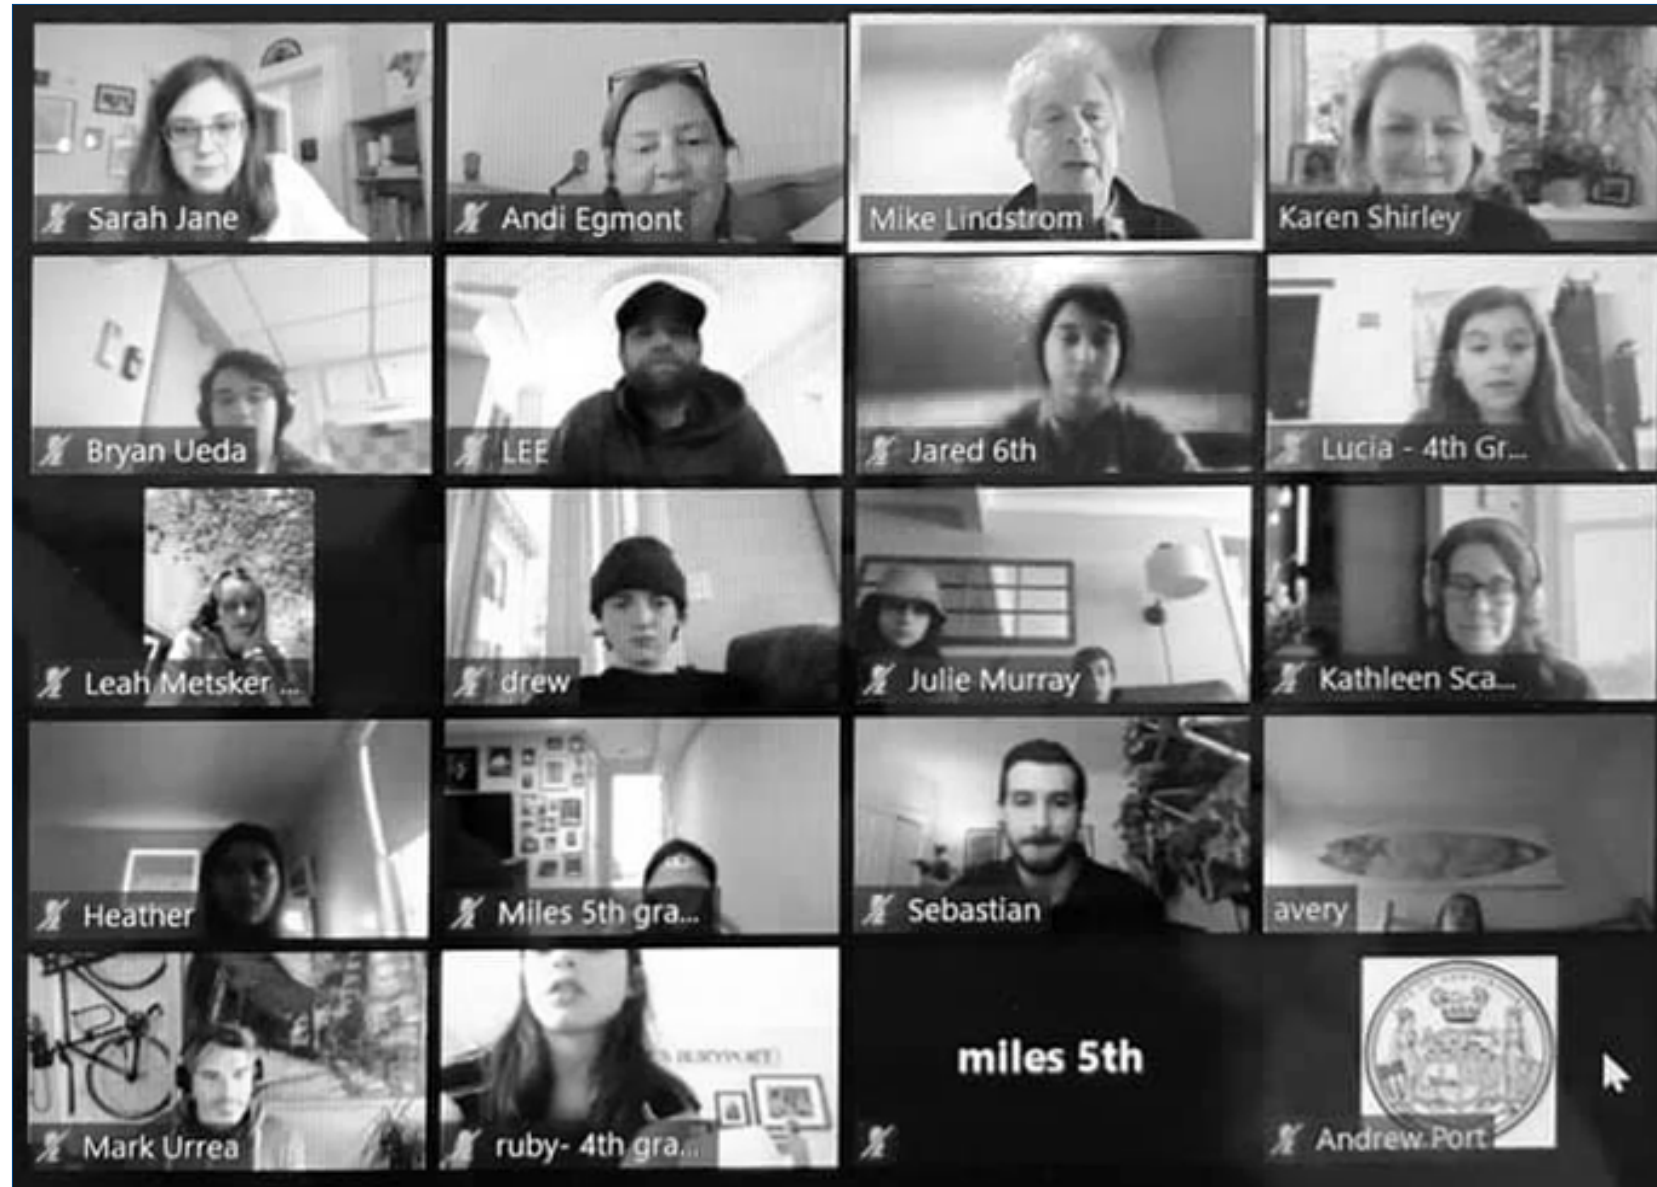 Sarah Jane
Andi Egmont
Mike Lindstrom
Karen Shirley
Bryan Ueda
LEE
Jared 6th
Lucia - 4th Gr...
Leah Metsker ...
drew
Julie Murray
Kathleen Sca...
Heather
Miles 5th gra...
Sebastian
avery
Mark Urrea
ruby- 4th gra...
miles 5th
Andrew Port